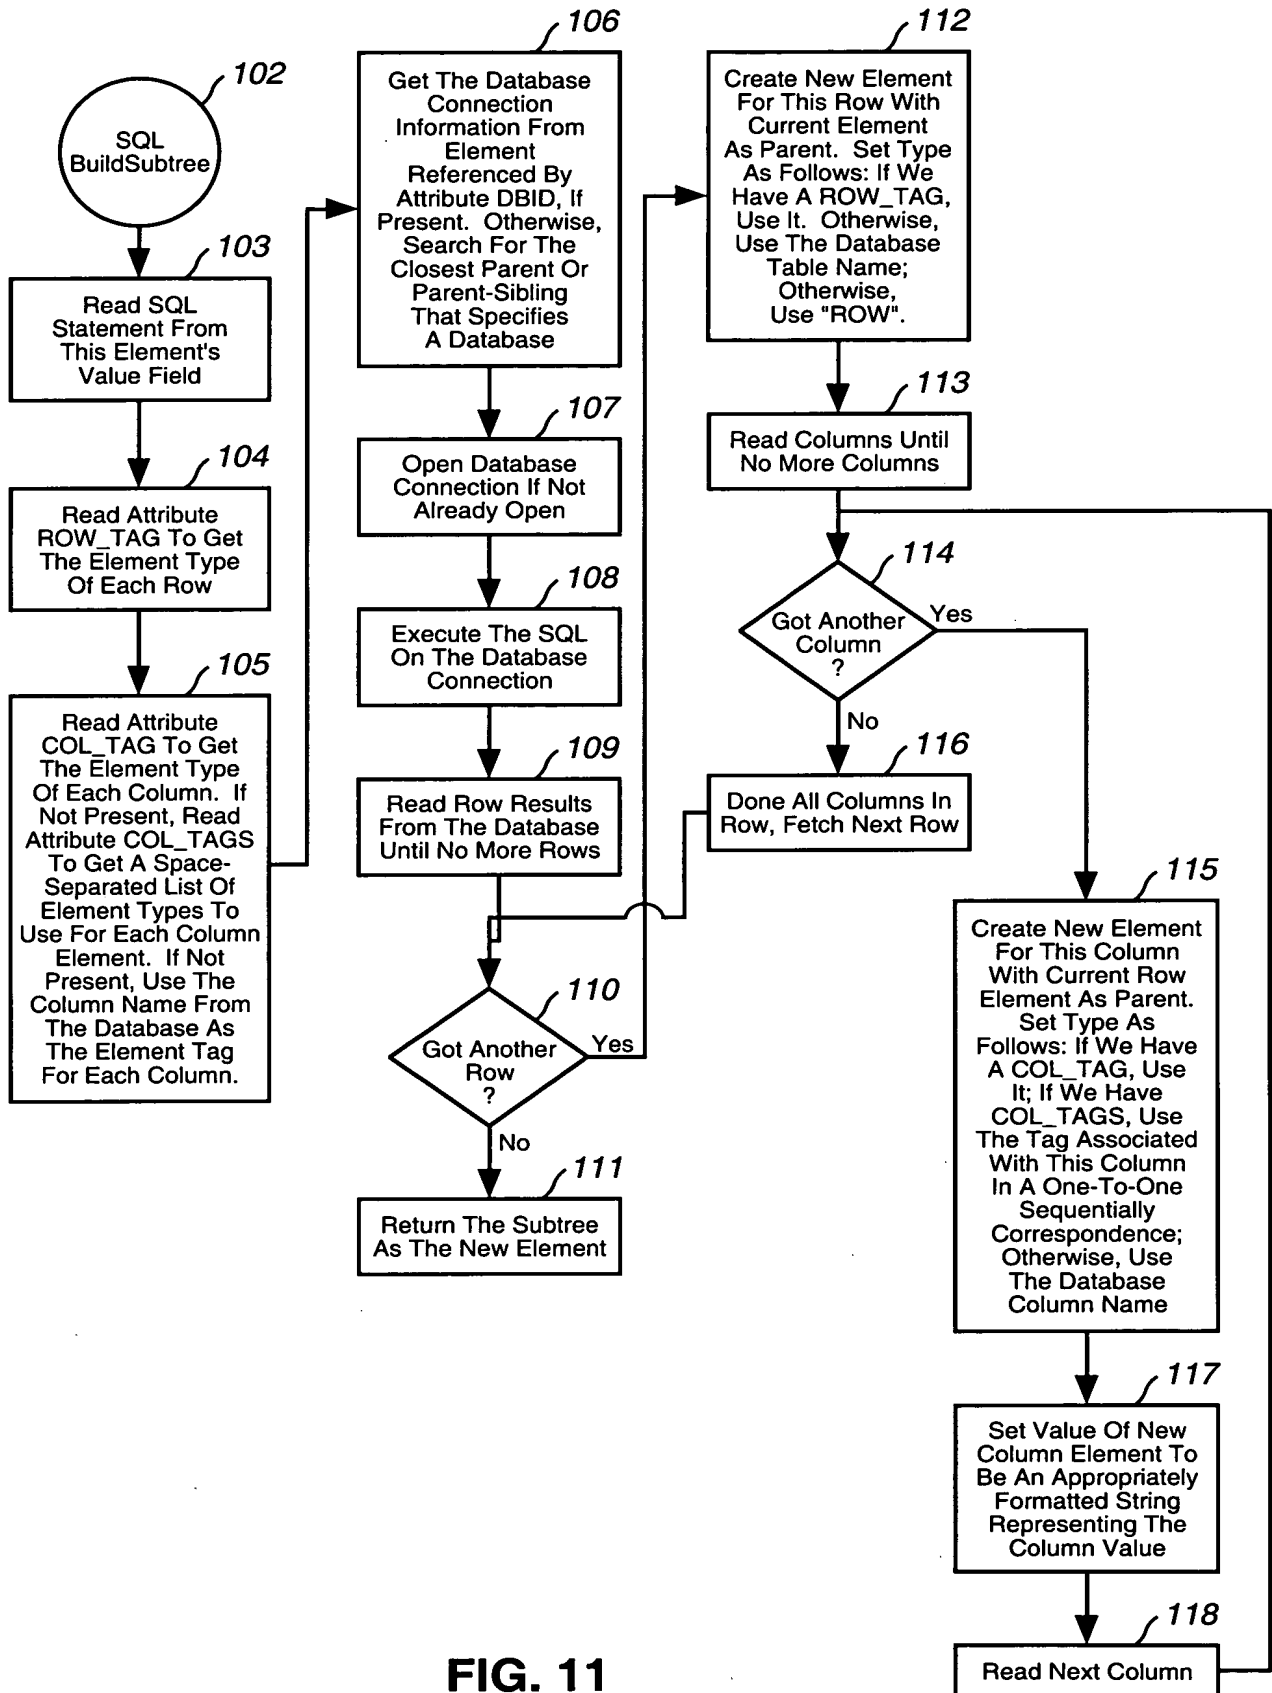 102
SQL
BuildSubtree
103
Read SQL
Statement From
This Element's
Value Field
104
Read Attribute
ROW_TAG To Get
The Element Type
Of Each Row
105
Read Attribute
COL_TAG To Get
The Element Type
Of Each Column. If
Not Present, Read
Attribute COL_TAGS
To Get A Space-
Separated List Of
Element Types To
Use For Each Column
Element. If Not
Present, Use The
Column Name From
The Database As
The Element Tag
For Each Column.
106
Get The Database
Connection
Information From
Element
Referenced By
Attribute DBID, If
Present. Otherwise,
Search For The
Closest Parent Or
Parent-Sibling
That Specifies
A Database
107
Open Database
Connection If Not
Already Open
108
Execute The SQL
On The Database
Connection
109
Read Row Results
From The Database
Until No More Rows
110
Got Another
Row
?
Yes
No
111
Return The Subtree
As The New Element
112
Create New Element
For This Row With
Current Element
As Parent. Set Type
As Follows: If We
Have A ROW_TAG,
Use It. Otherwise,
Use The Database
Table Name;
Otherwise,
Use "ROW".
113
Read Columns Until
No More Columns
114
Got Another
Column
?
Yes
No
116
Done All Columns In
Row, Fetch Next Row
115
Create New Element
For This Column
With Current Row
Element As Parent.
Set Type As
Follows: If We Have
A COL_TAG, Use
It; If We Have
COL_TAGS, Use
The Tag Associated
With This Column
In A One-To-One
Sequentially
Correspondence;
Otherwise, Use
The Database
Column Name
117
Set Value Of New
Column Element To
Be An Appropriately
Formatted String
Representing The
Column Value
118
Read Next Column
FIG. 11